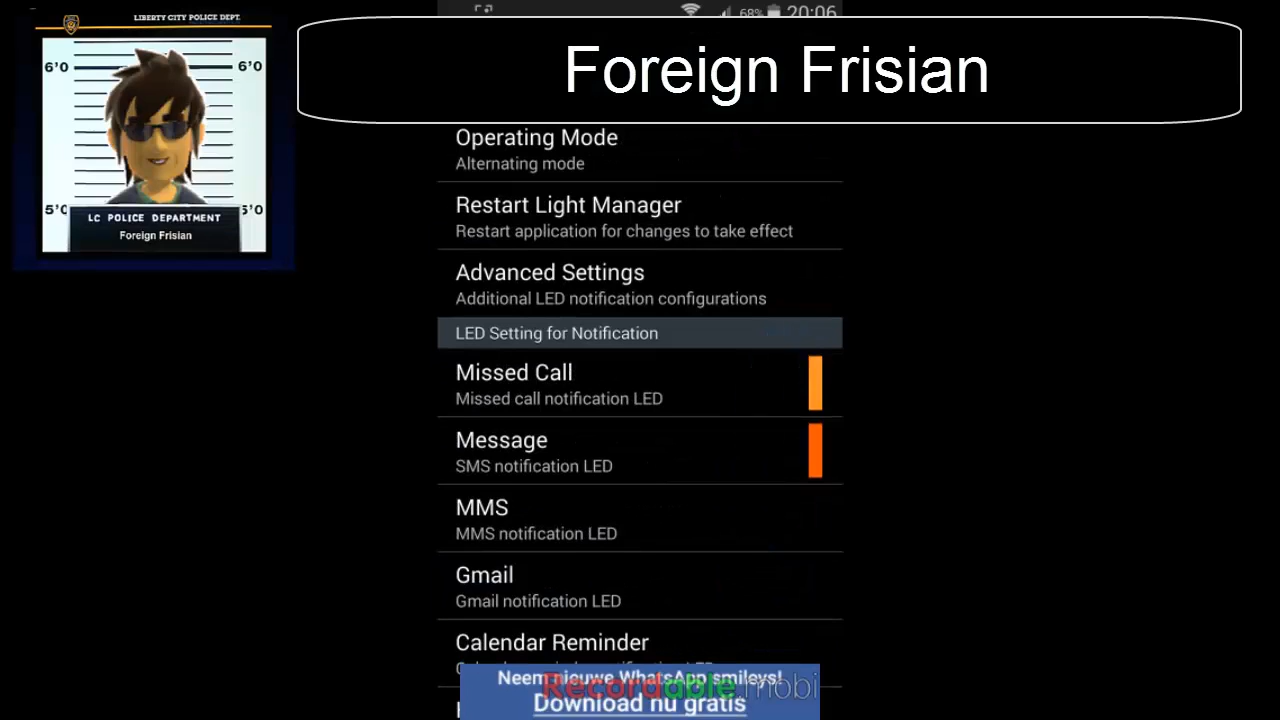 LIBERTY CITY POLICE DEPT.
6'0 6'0
5'0 5'0
LC POLICE DEPARTMENT
Foreign Frisian
Foreign Frisian
68% 20:06
Operating Mode
Alternating mode
Restart Light Manager
Restart application for changes to take effect
Advanced Settings
Additional LED notification configurations
LED Setting for Notification
Missed Call
Missed call notification LED
Message
SMS notification LED
MMS
MMS notification LED
Gmail
Gmail notification LED
Calendar Reminder
Neem nieuwe WhatsApp smileys!
Recordable.mobi
Download nu gratis